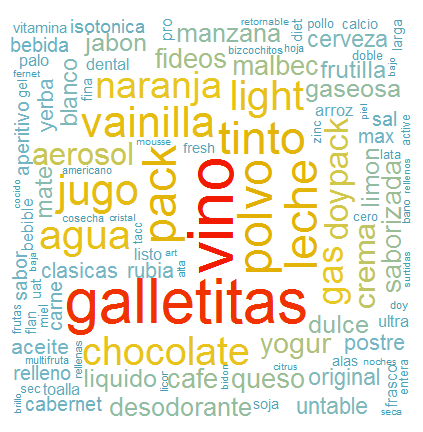 retornable
vitamina isotonica pro manzana diet pollo calcio
bebida jabon bizcochitos hoja cerveza larga
palo dental fideos malbec doble bajo
fernet gel blanco fina naranja light frutilla gaseosa
aperitivo yerba vainilla tinto zinc arroz piel sal active
mousse fresh max
aerosol pack vino polvo leche doypack limon lata
cocido mate americano jugo crema cero saborizada rellenos
bebible cosecha cristal bano
baja agua tacc listo art gas surtidas
sabor uat clasicas rubia alta
frutas flan miel carne galletitas doy
dulce ultra
aceite chocolate yogur postre
multifruta rellenas citrus alas noches entera
relleno liquido cafe queso original frasco
brillo sec toalla licor bidon
cabernet desodorante soja untable seca